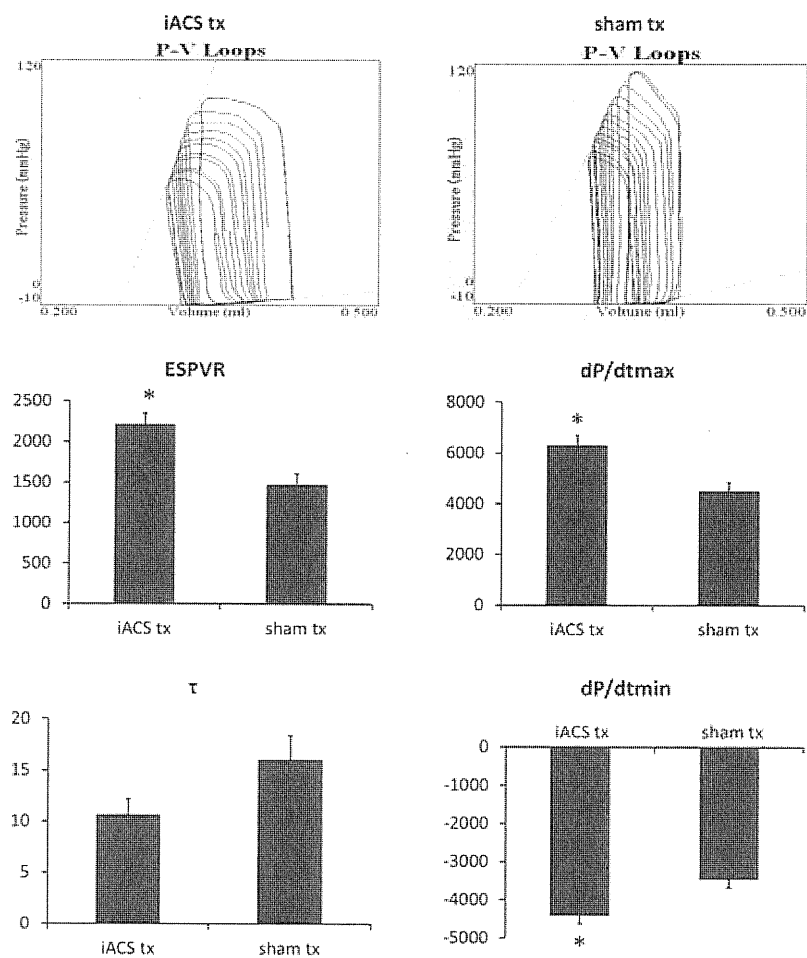 iACS tx
P-V Loops
120
Pressure (mmHg)
0
-10
0.200
Volume (ml)
0.500
sham tx
P-V Loops
120
Pressure (mmHg)
0
-10
0.200
Volume (ml)
0.500
ESPVR
2500
2000
1500
1000
500
0
*
iACS tx
sham tx
dP/dtmax
8000
6000
4000
2000
0
*
iACS tx
sham tx
τ
20
15
10
5
0
iACS tx
sham tx
dP/dtmin
iACS tx
sham tx
0
-1000
-2000
-3000
-4000
-5000
*